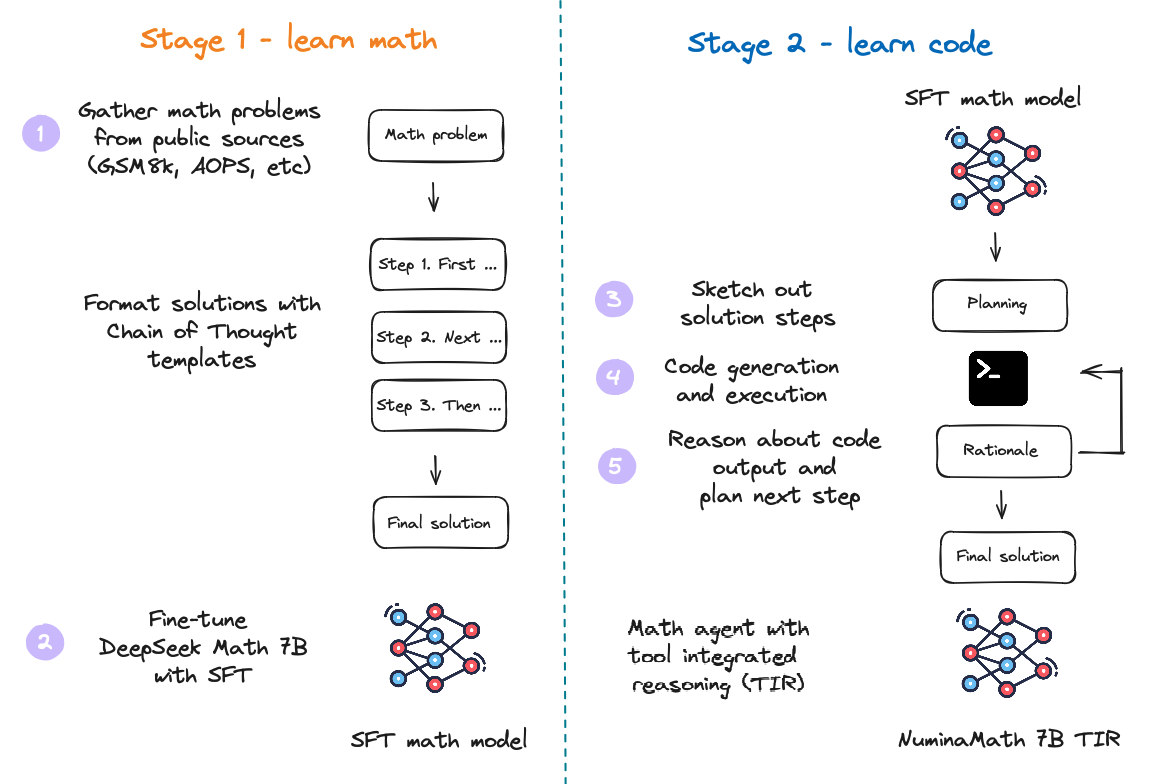 Stage 1 - learn math
1
Gather math problems
from public sources
(GSM8k, AOPS, etc)
Math problem
Format solutions with
Chain of Thought
templates
Step 1. First ...
Step 2. Next ...
Step 3. Then ...
Final solution
2
Fine-tune
DeepSeek Math 7B
with SFT
SFT math model
Stage 2 - learn code
SFT math model
3
Sketch out
solution steps
Planning
4
Code generation
and execution
>_
5
Reason about code
output and
plan next step
Rationale
Final solution
Math agent with
tool integrated
reasoning (TIR)
NuminaMath 7B TIR